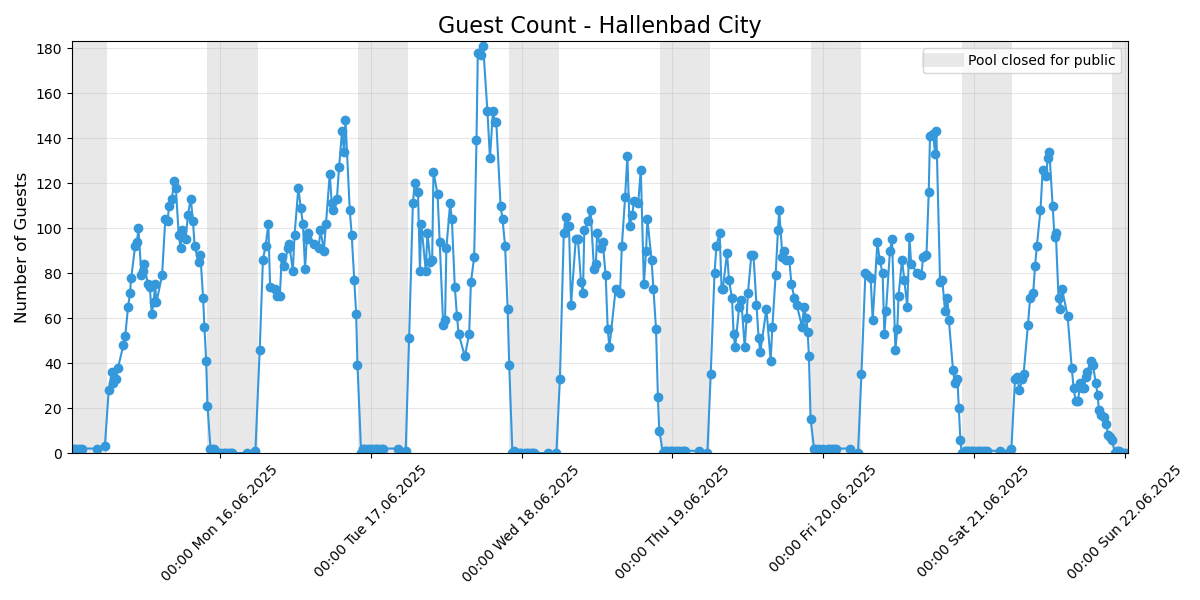 Guest Count - Hallenbad City
Pool closed for public
Number of Guests
180
160
140
120
100
80
60
40
20
0
00:00 Mon 16.06.2025
00:00 Tue 17.06.2025
00:00 Wed 18.06.2025
00:00 Thu 19.06.2025
00:00 Fri 20.06.2025
00:00 Sat 21.06.2025
00:00 Sun 22.06.2025